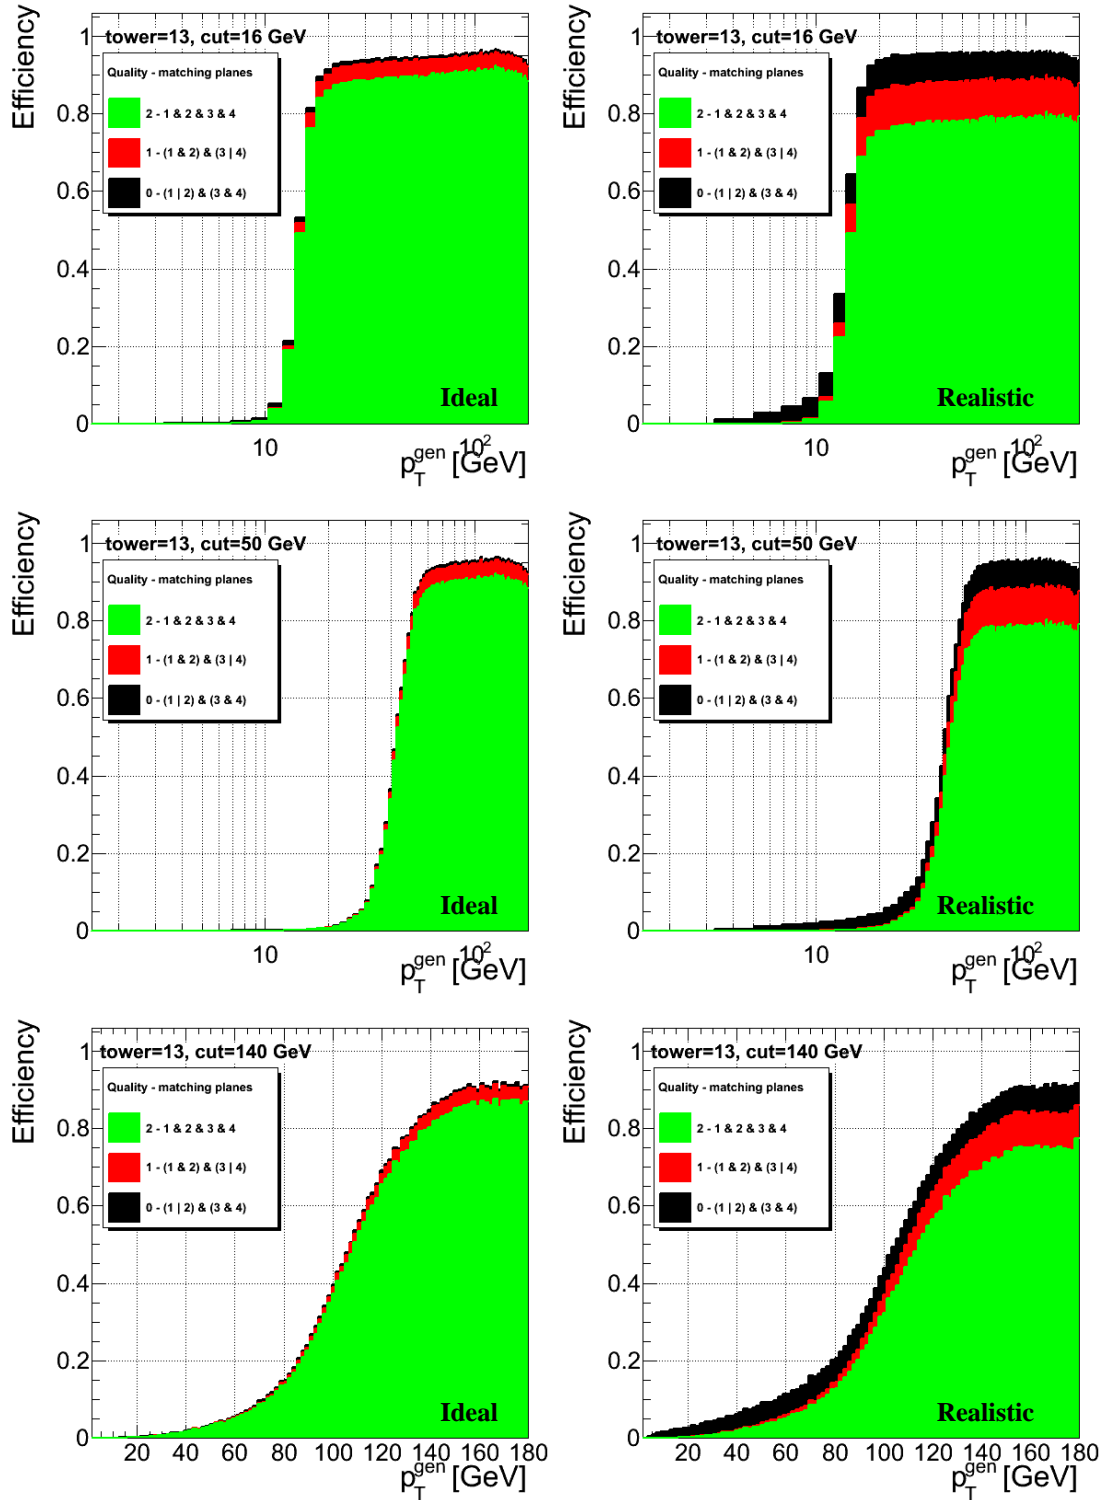 Efficiency
1
0.8
0.6
0.4
0.2
0
tower=13, cut=16 GeV
Quality - matching planes
2 - 1 & 2 & 3 & 4
1 - (1 & 2) & (3 | 4)
0 - (1 | 2) & (3 & 4)
Ideal
10
10^2
p_T^gen [GeV]
Efficiency
1
0.8
0.6
0.4
0.2
0
tower=13, cut=16 GeV
Quality - matching planes
2 - 1 & 2 & 3 & 4
1 - (1 & 2) & (3 | 4)
0 - (1 | 2) & (3 & 4)
Realistic
10
10^2
p_T^gen [GeV]
Efficiency
1
0.8
0.6
0.4
0.2
0
tower=13, cut=50 GeV
Quality - matching planes
2 - 1 & 2 & 3 & 4
1 - (1 & 2) & (3 | 4)
0 - (1 | 2) & (3 & 4)
Ideal
10
10^2
p_T^gen [GeV]
Efficiency
1
0.8
0.6
0.4
0.2
0
tower=13, cut=50 GeV
Quality - matching planes
2 - 1 & 2 & 3 & 4
1 - (1 & 2) & (3 | 4)
0 - (1 | 2) & (3 & 4)
Realistic
10
10^2
p_T^gen [GeV]
Efficiency
1
0.8
0.6
0.4
0.2
0
tower=13, cut=140 GeV
Quality - matching planes
2 - 1 & 2 & 3 & 4
1 - (1 & 2) & (3 | 4)
0 - (1 | 2) & (3 & 4)
Ideal
20 40 60 80 100 120 140 160 180
p_T^gen [GeV]
Efficiency
1
0.8
0.6
0.4
0.2
0
tower=13, cut=140 GeV
Quality - matching planes
2 - 1 & 2 & 3 & 4
1 - (1 & 2) & (3 | 4)
0 - (1 | 2) & (3 & 4)
Realistic
20 40 60 80 100 120 140 160 180
p_T^gen [GeV]